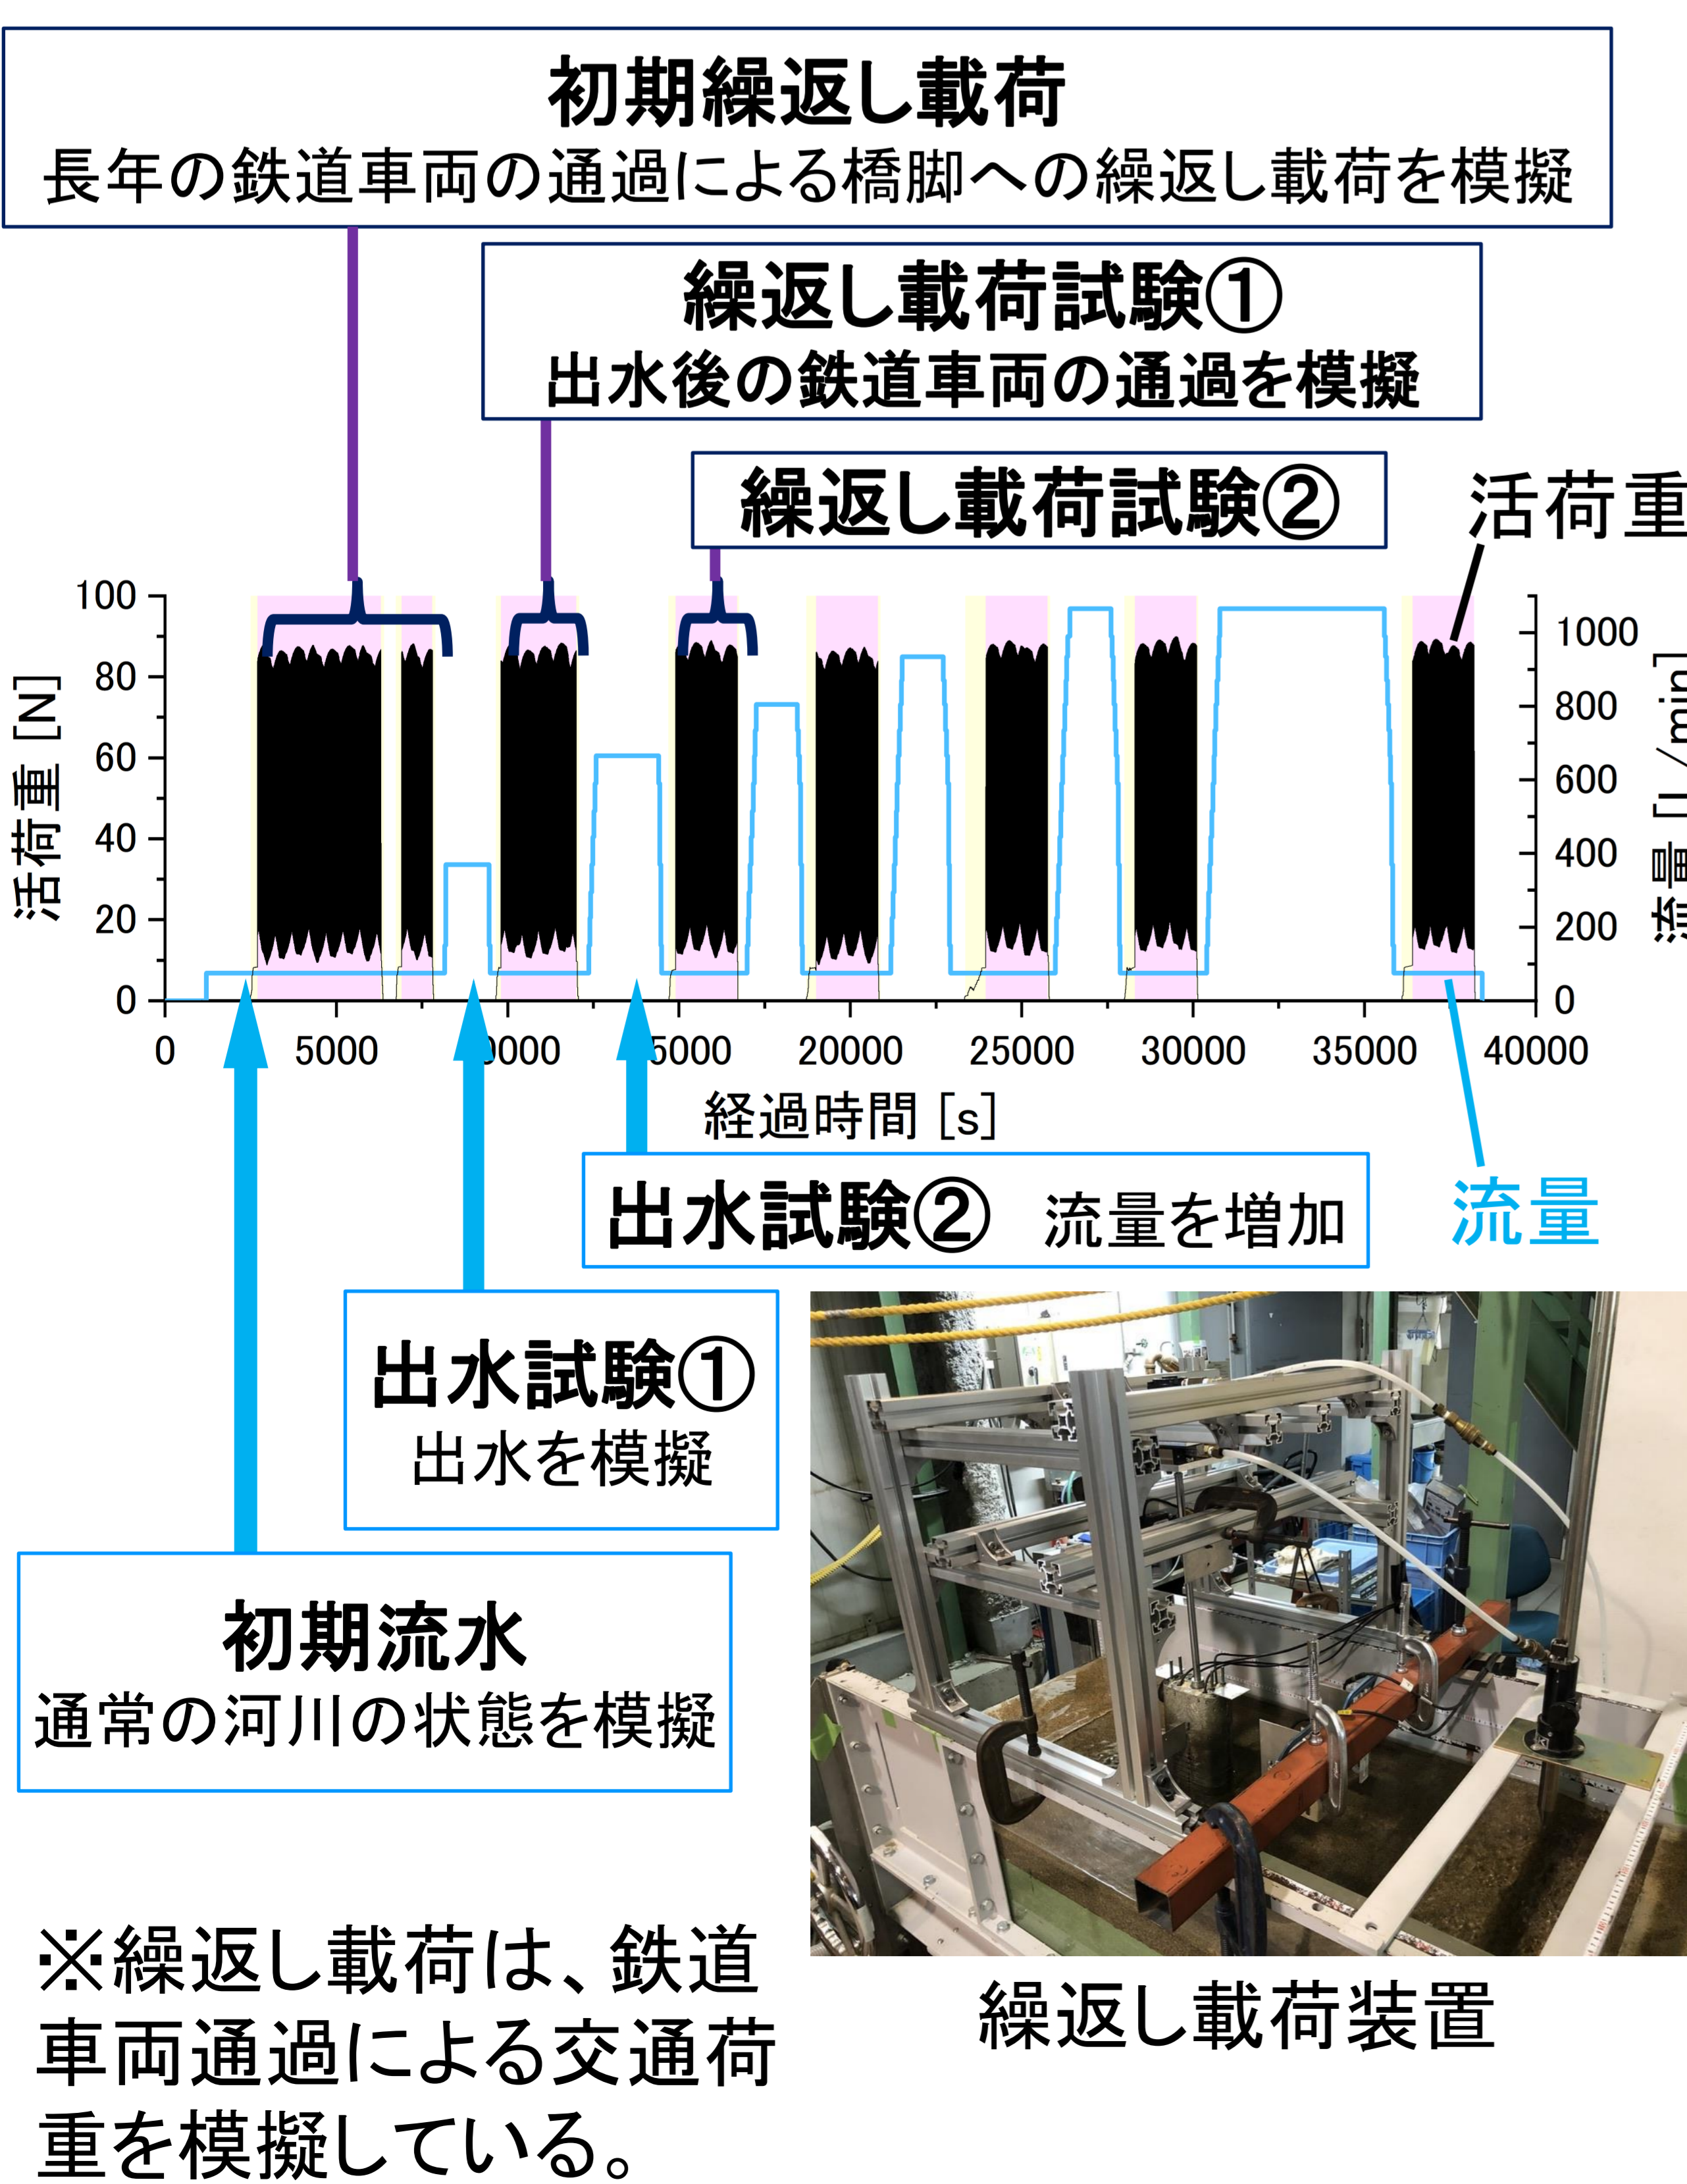 初期繰返し載荷
長年の鉄道車両の通過による橋脚への繰返し載荷を模擬
繰返し載荷試験①
出水後の鉄道車両の通過を模擬
繰返し載荷試験②
活荷重
100
80
60
40
20
0
活荷重 [N]
1000
800
600
400
200
0
流量 [L/min]
0 5000 0000 5000 20000 25000 30000 35000 40000
経過時間 [s]
出水試験② 流量を増加
流量
出水試験①
出水を模擬
初期流水
通常の河川の状態を模擬
※繰返し載荷は、鉄道
車両通過による交通荷
重を模擬している。
繰返し載荷装置